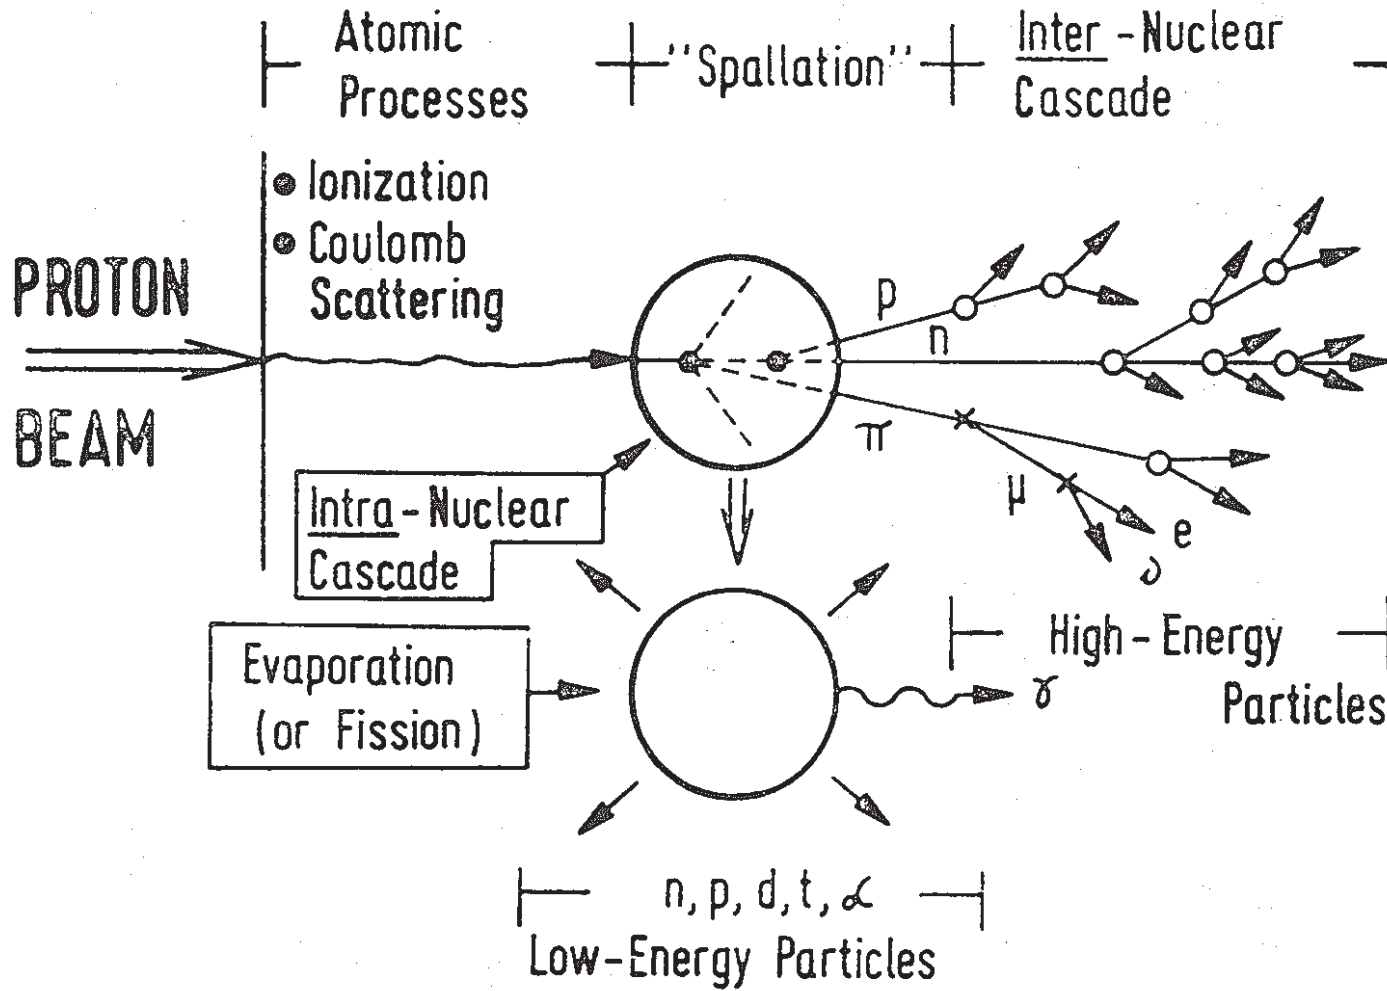 Atomic
Processes
"Spallation"
Inter-Nuclear
Cascade
• Ionization
• Coulomb
Scattering
PROTON
BEAM
p
n
π
μ
e
ν
Intra-Nuclear
Cascade
Evaporation
(or Fission)
γ
High-Energy
Particles
n, p, d, t, α
Low-Energy Particles